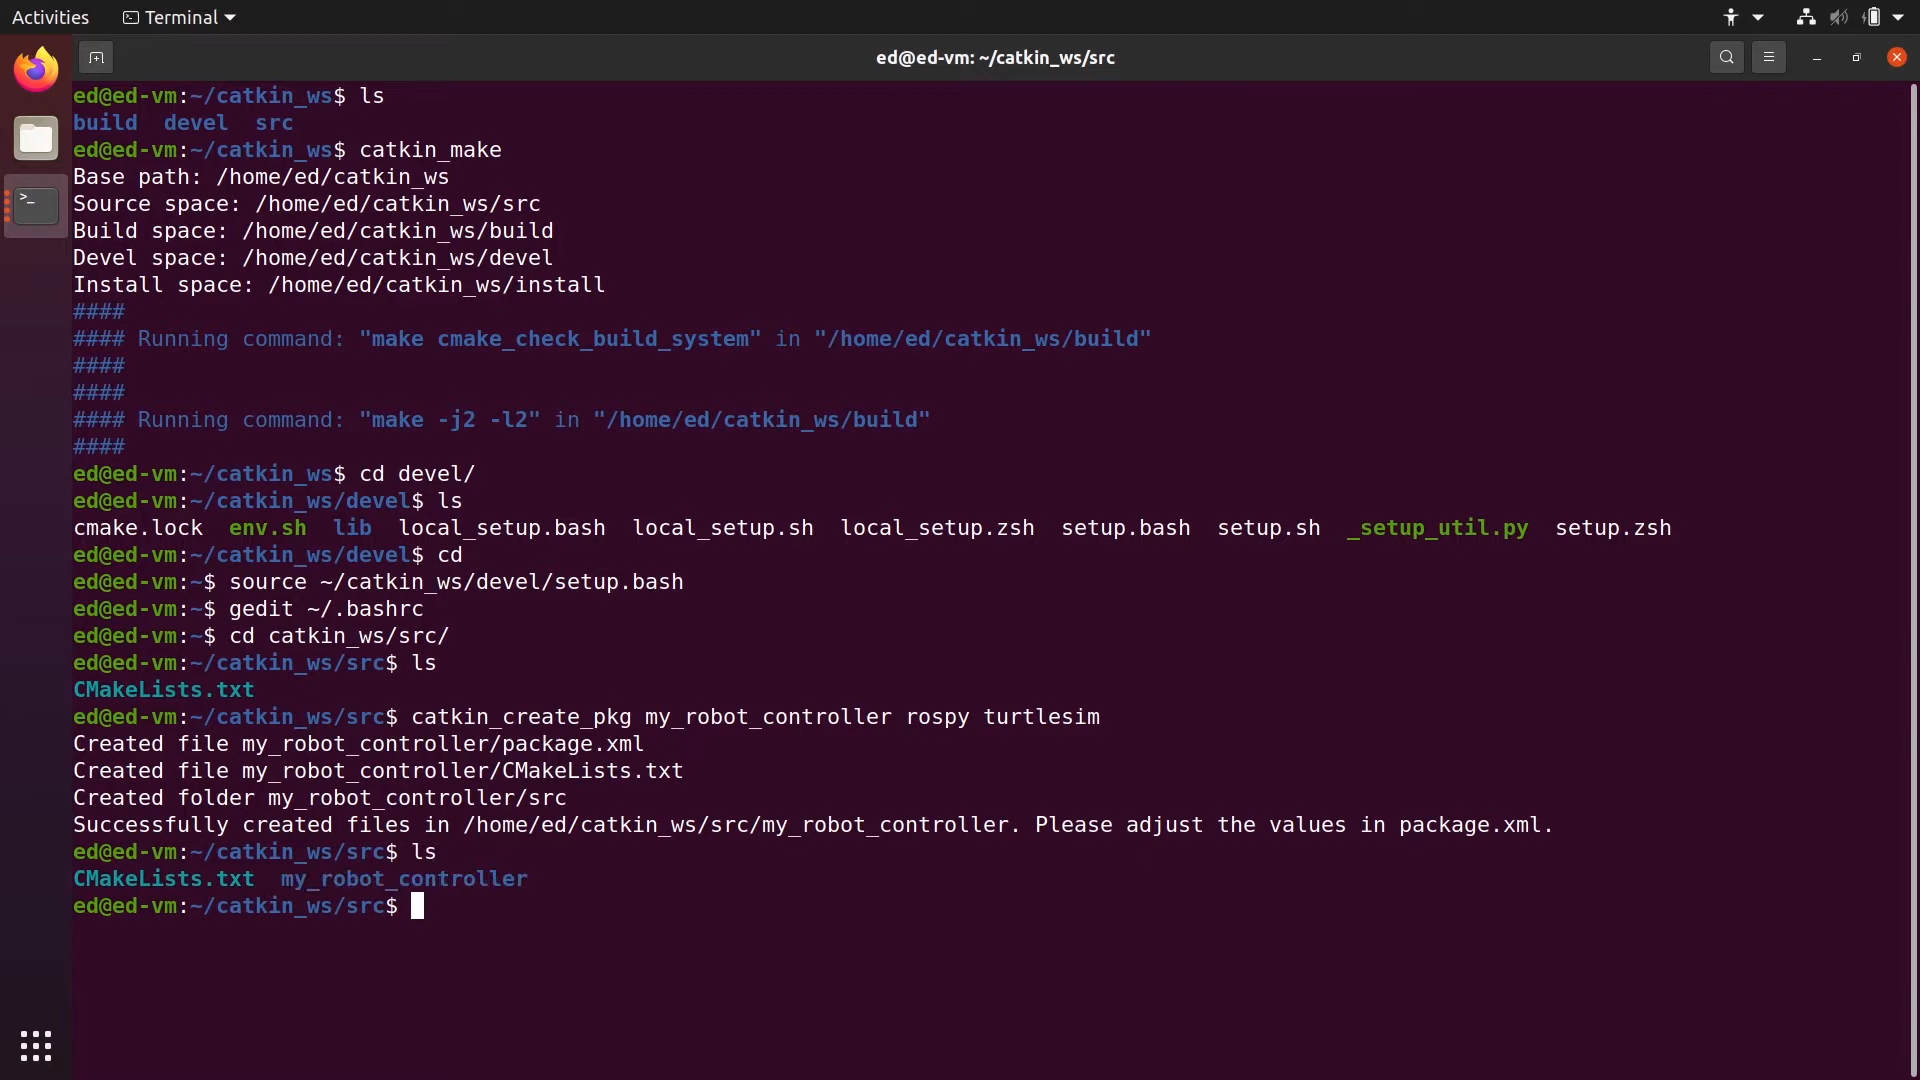 Activities Terminal
ed@ed-vm: ~/catkin_ws/src
ed@ed-vm:~/catkin_ws$ ls
build  devel  src
ed@ed-vm:~/catkin_ws$ catkin_make
Base path: /home/ed/catkin_ws
Source space: /home/ed/catkin_ws/src
Build space: /home/ed/catkin_ws/build
Devel space: /home/ed/catkin_ws/devel
Install space: /home/ed/catkin_ws/install
####
#### Running command: "make cmake_check_build_system" in "/home/ed/catkin_ws/build"
####
####
#### Running command: "make -j2 -l2" in "/home/ed/catkin_ws/build"
####
ed@ed-vm:~/catkin_ws$ cd devel/
ed@ed-vm:~/catkin_ws/devel$ ls
cmake.lock  env.sh  lib  local_setup.bash  local_setup.sh  local_setup.zsh  setup.bash  setup.sh  _setup_util.py  setup.zsh
ed@ed-vm:~/catkin_ws/devel$ cd
ed@ed-vm:~$ source ~/catkin_ws/devel/setup.bash
ed@ed-vm:~$ gedit ~/.bashrc
ed@ed-vm:~$ cd catkin_ws/src/
ed@ed-vm:~/catkin_ws/src$ ls
CMakeLists.txt
ed@ed-vm:~/catkin_ws/src$ catkin_create_pkg my_robot_controller rospy turtlesim
Created file my_robot_controller/package.xml
Created file my_robot_controller/CMakeLists.txt
Created folder my_robot_controller/src
Successfully created files in /home/ed/catkin_ws/src/my_robot_controller. Please adjust the values in package.xml.
ed@ed-vm:~/catkin_ws/src$ ls
CMakeLists.txt  my_robot_controller
ed@ed-vm:~/catkin_ws/src$